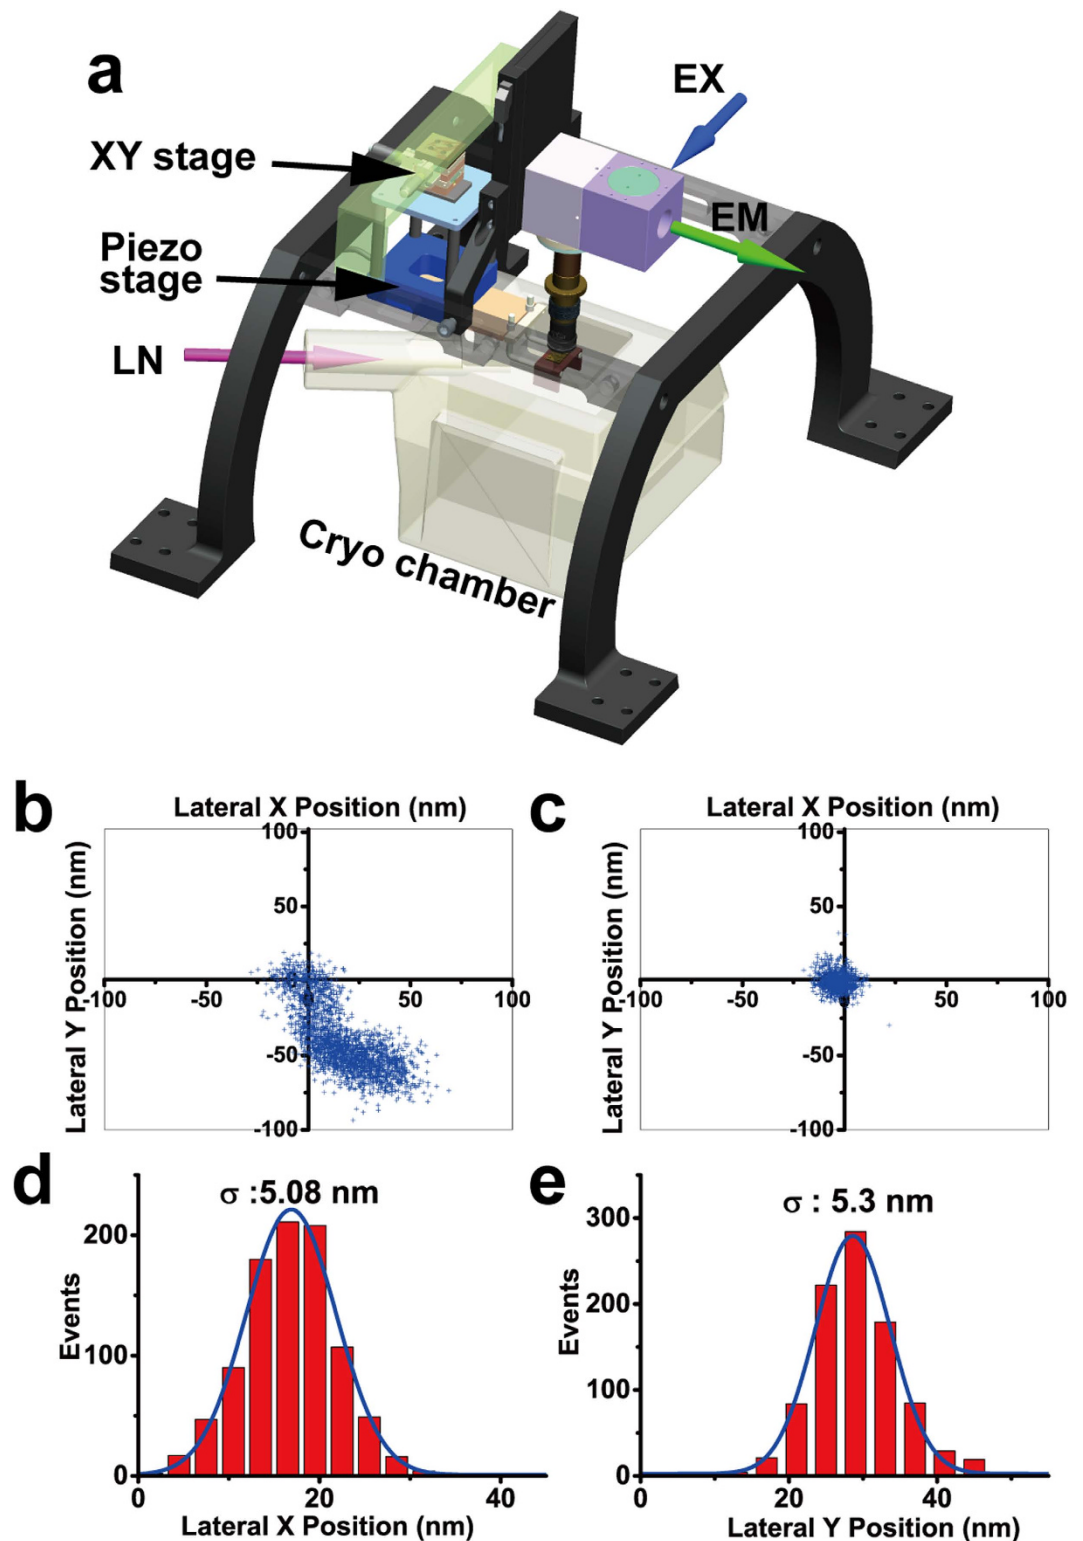 a
EX
XY stage
EM
Piezo
stage
LN
Cryo chamber
b
Lateral X Position (nm)
Lateral Y Position (nm)
100
50
-100
-50
0
50
100
-50
-100
c
Lateral X Position (nm)
Lateral Y Position (nm)
100
50
-100
-50
0
50
100
-50
-100
d
σ :5.08 nm
Events
200
100
0
0
20
40
Lateral X Position (nm)
e
σ : 5.3 nm
Events
300
200
100
0
0
20
40
Lateral Y Position (nm)